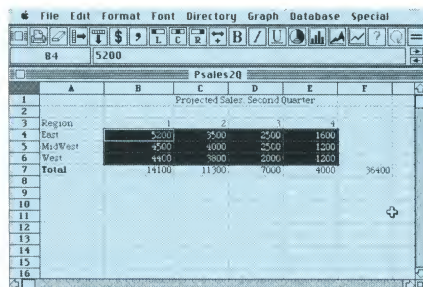 File Edit Format Font Directory Graph Database Special
$ , L C R B / U ?
B4 5200
Psales2Q
A B C D E F
1 Projected Sales: Second Quarter
2
3 Region 1 2 3 4
4 East 5200 3500 2500 1600
5 MidWest 4500 4000 2500 1200
6 West 4400 3800 2000 1200
7 Total 14100 11300 7000 4000 36400
8
9
10
11
12
13
14
15
16